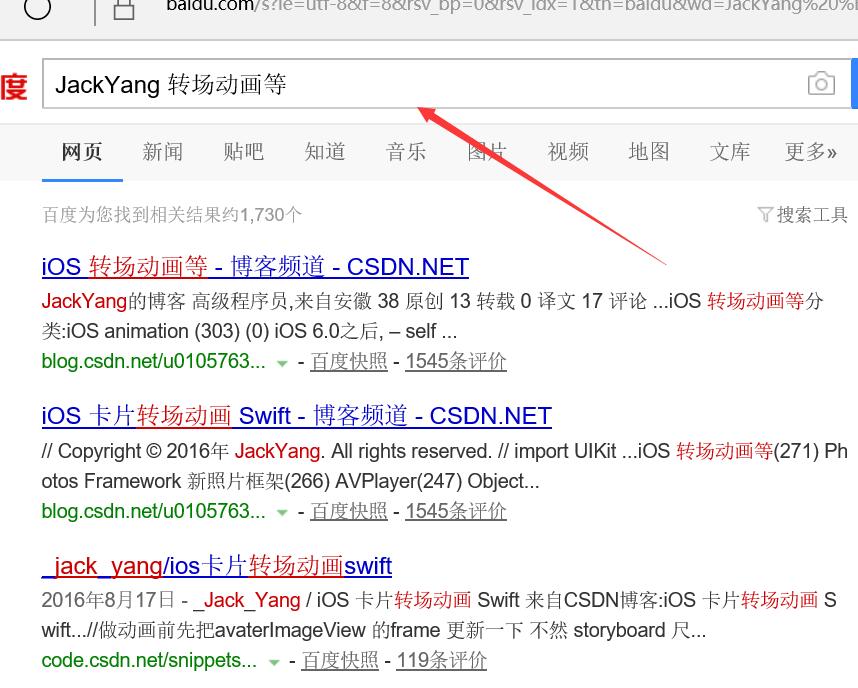 baidu.com/s?ie=utf-8&f=8&rsv_bp=0&rsv_idx=1&tn=baidu&wd=JackYang%20%
度 JackYang 转场动画等
网页 新闻 贴吧 知道 音乐 图片 视频 地图 文库 更多»
百度为您找到相关结果约1,730个 搜索工具
iOS 转场动画等 - 博客频道 - CSDN.NET
JackYang的博客 高级程序员,来自安徽 38 原创 13 转载 0 译文 17 评论 ...iOS 转场动画等分
类:iOS animation (303) (0) iOS 6.0之后, – self ...
blog.csdn.net/u0105763... - 百度快照 - 1545条评价
iOS 卡片转场动画 Swift - 博客频道 - CSDN.NET
// Copyright © 2016年 JackYang. All rights reserved. // import UIKit ...iOS 转场动画等(271) Ph
otos Framework 新照片框架(266) AVPlayer(247) Object...
blog.csdn.net/u0105763... - 百度快照 - 1545条评价
_jack_yang/ios卡片转场动画swift
2016年8月17日 - _Jack_Yang / iOS 卡片转场动画 Swift 来自CSDN博客:iOS 卡片转场动画 S
wift...//做动画前先把avaterImageView 的frame 更新一下 不然 storyboard 尺...
code.csdn.net/snippets... - 百度快照 - 119条评价